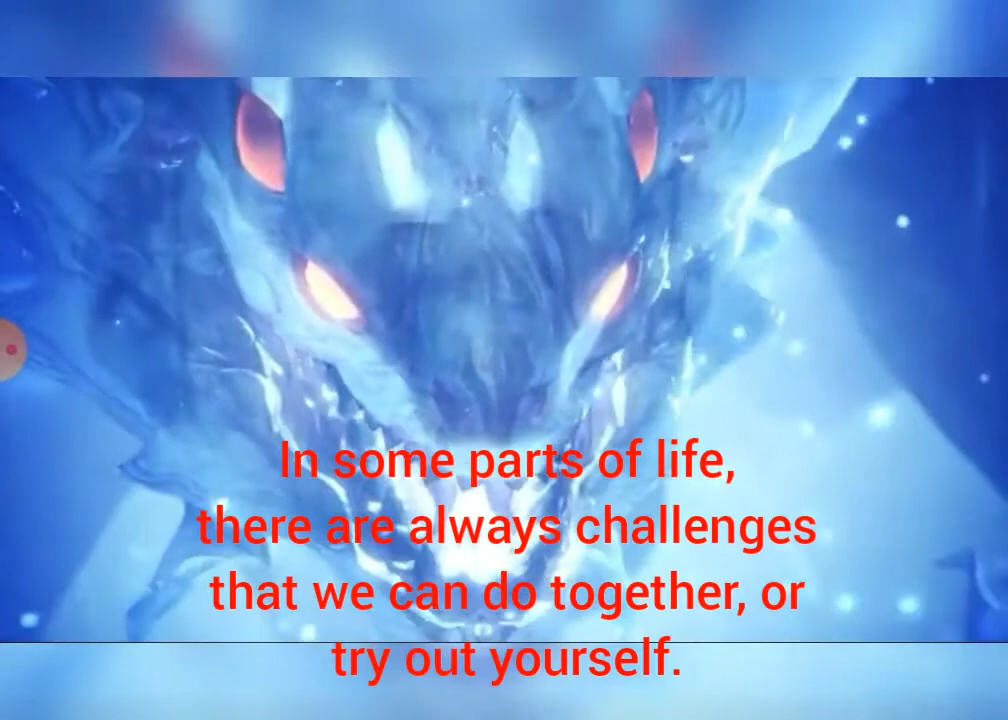 In some parts of life,
there are always challenges
that we can do together, or
try out yourself.